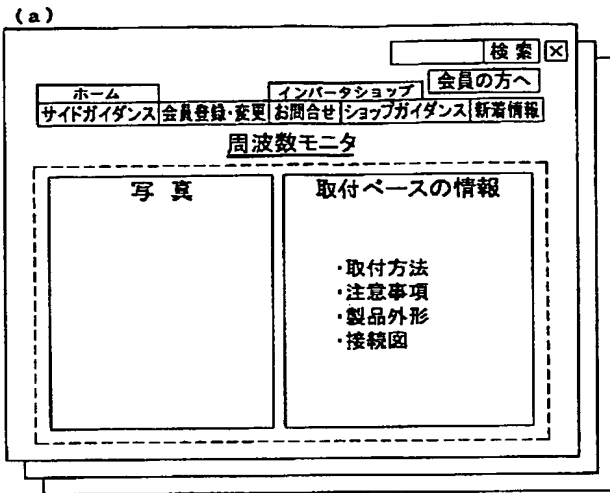 (a)
検索
会員の方へ
ホーム インバータショップ
サイドガイダンス 会員登録・変更 お問合せ ショップガイダンス 新着情報
周波数モニタ
写真
取付ベースの情報
・取付方法
・注意事項
・製品外形
・接続図